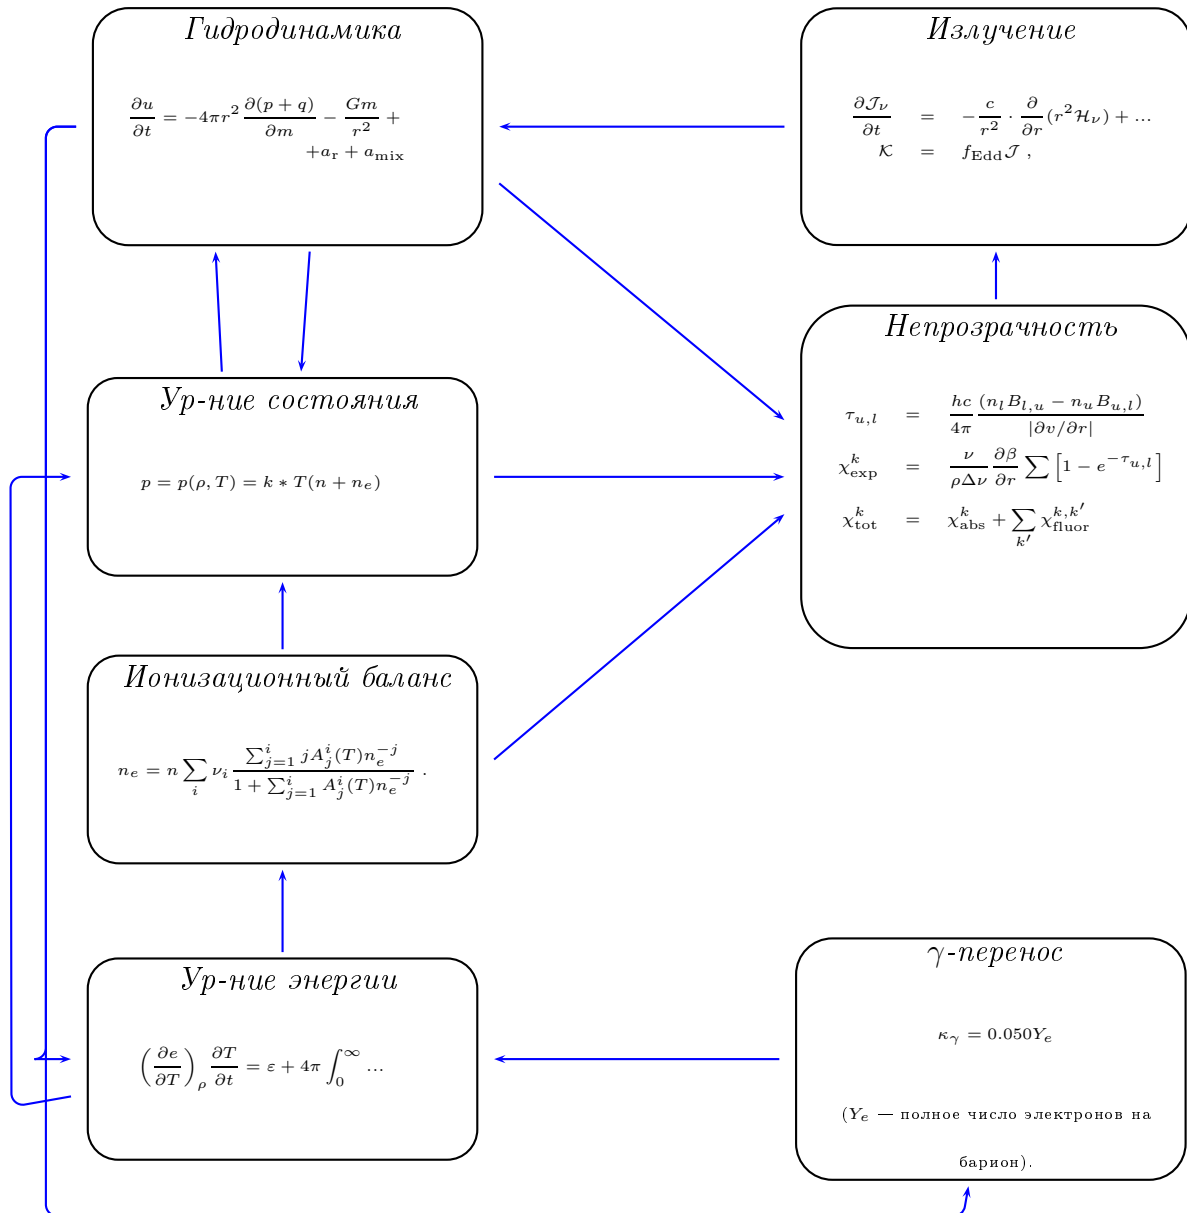 Гидродинамика
∂u/∂t = −4πr² ∂(p + q)/∂m − Gm/r² +
+a_r + a_mix
Излучение
∂𝒥_ν/∂t = −c/r² · ∂/∂r (r²ℋ_ν) + ...
𝒦 = f_Edd 𝒥 ,
Непрозрачность
τ_{u,l} = hc/4π (n_l B_{l,u} − n_u B_{u,l})/|∂v/∂r|
χ^k_exp = ν/ρΔν ∂β/∂r ∑ [1 − e^{−τ_{u,l}}]
χ^k_tot = χ^k_abs + ∑_{k′} χ^{k,k′}_fluor
Ур-ние состояния
p = p(ρ, T) = k ∗ T(n + n_e)
Ионизационный баланс
n_e = n ∑_i ν_i (∑^i_{j=1} jA^i_j(T)n_e^{−j})/(1 + ∑^i_{j=1} A^i_j(T)n_e^{−j}) .
Ур-ние энергии
(∂e/∂T)_ρ ∂T/∂t = ε + 4π ∫_0^∞ ...
γ-перенос
κ_γ = 0.050Y_e
(Y_e — полное число электронов на
барион).